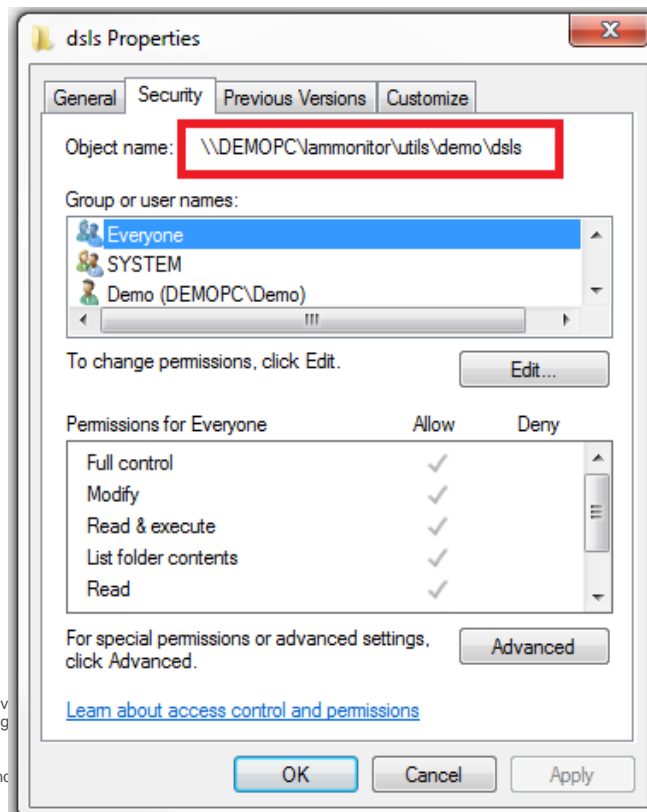 dsls Properties
General Security Previous Versions Customize
Object name: \\DEMOPC\lammonitor\utils\demo\dsls
Group or user names:
Everyone
SYSTEM
Demo (DEMOPC\Demo)
To change permissions, click Edit.
Edit...
Permissions for Everyone Allow Deny
Full control
Modify
Read & execute
List folder contents
Read
For special permissions or advanced settings,
click Advanced.
Advanced
v
g
Learn about access control and permissions
OK Cancel Apply